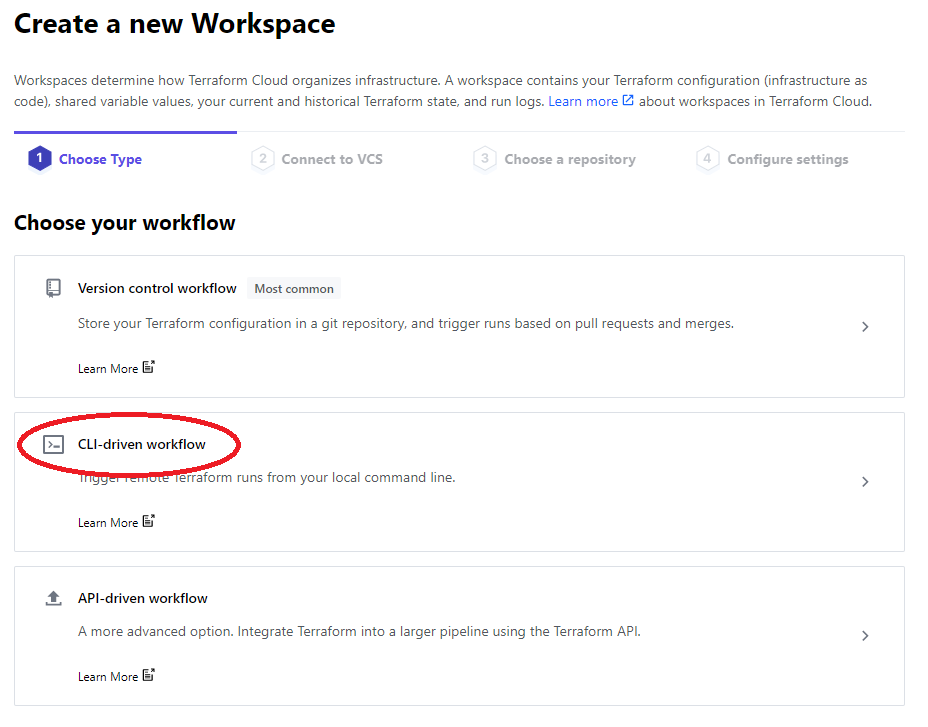 Create a new Workspace
Workspaces determine how Terraform Cloud organizes infrastructure. A workspace contains your Terraform configuration (infrastructure as
code), shared variable values, your current and historical Terraform state, and run logs. Learn more about workspaces in Terraform Cloud.
1 Choose Type
2 Connect to VCS
3 Choose a repository
4 Configure settings
Choose your workflow
Version control workflow Most common
Store your Terraform configuration in a git repository, and trigger runs based on pull requests and merges.
Learn More
CLI-driven workflow
Trigger remote Terraform runs from your local command line.
Learn More
API-driven workflow
A more advanced option. Integrate Terraform into a larger pipeline using the Terraform API.
Learn More